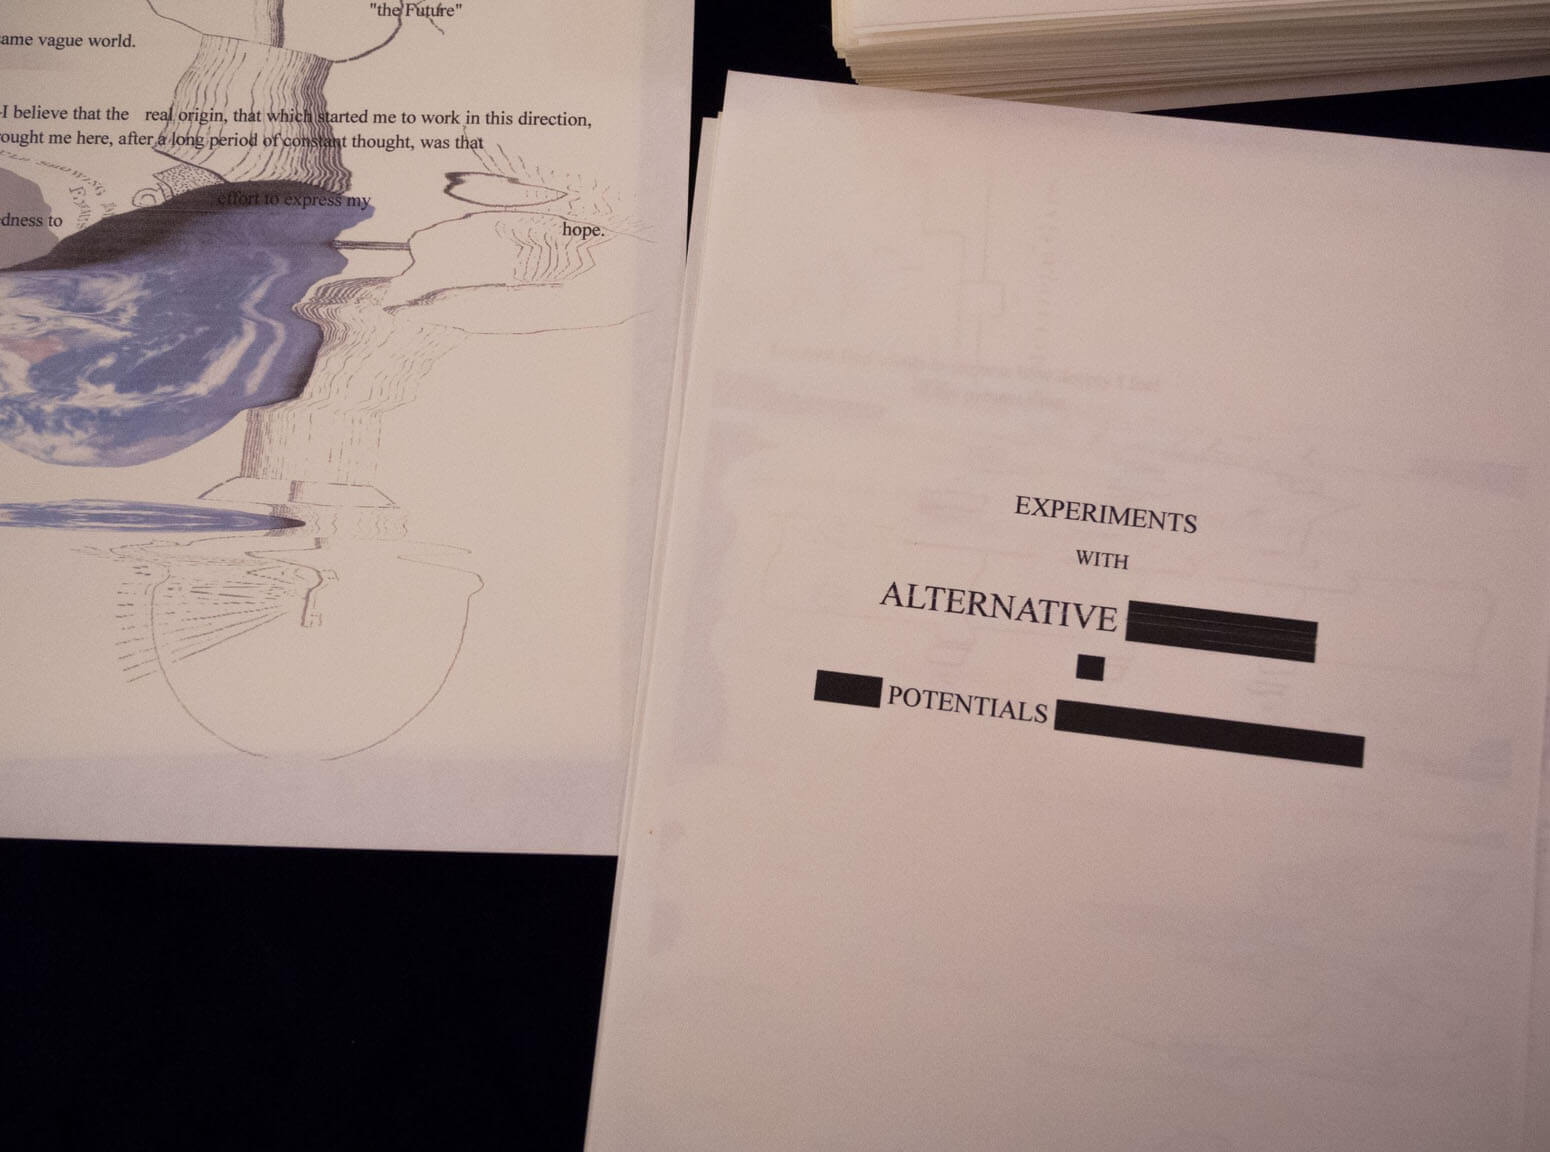 "the Future"
ame vague world.
I believe that the real origin, that which started me to work in this direction,
ought me here, after a long period of constant thought, was that
effort to express my
dness to
hope.
EXPERIMENTS
WITH
ALTERNATIVE
POTENTIALS